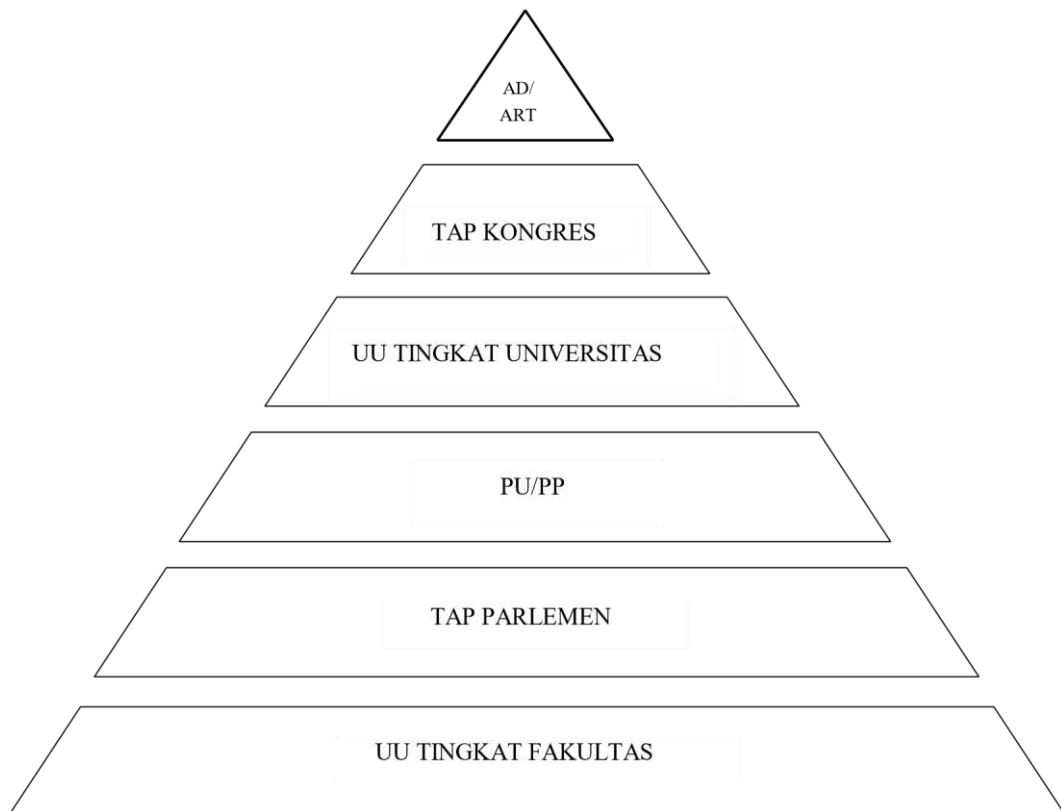 AD/
ART
TAP KONGRES
UU TINGKAT UNIVERSITAS
PU/PP
TAP PARLEMEN
UU TINGKAT FAKULTAS